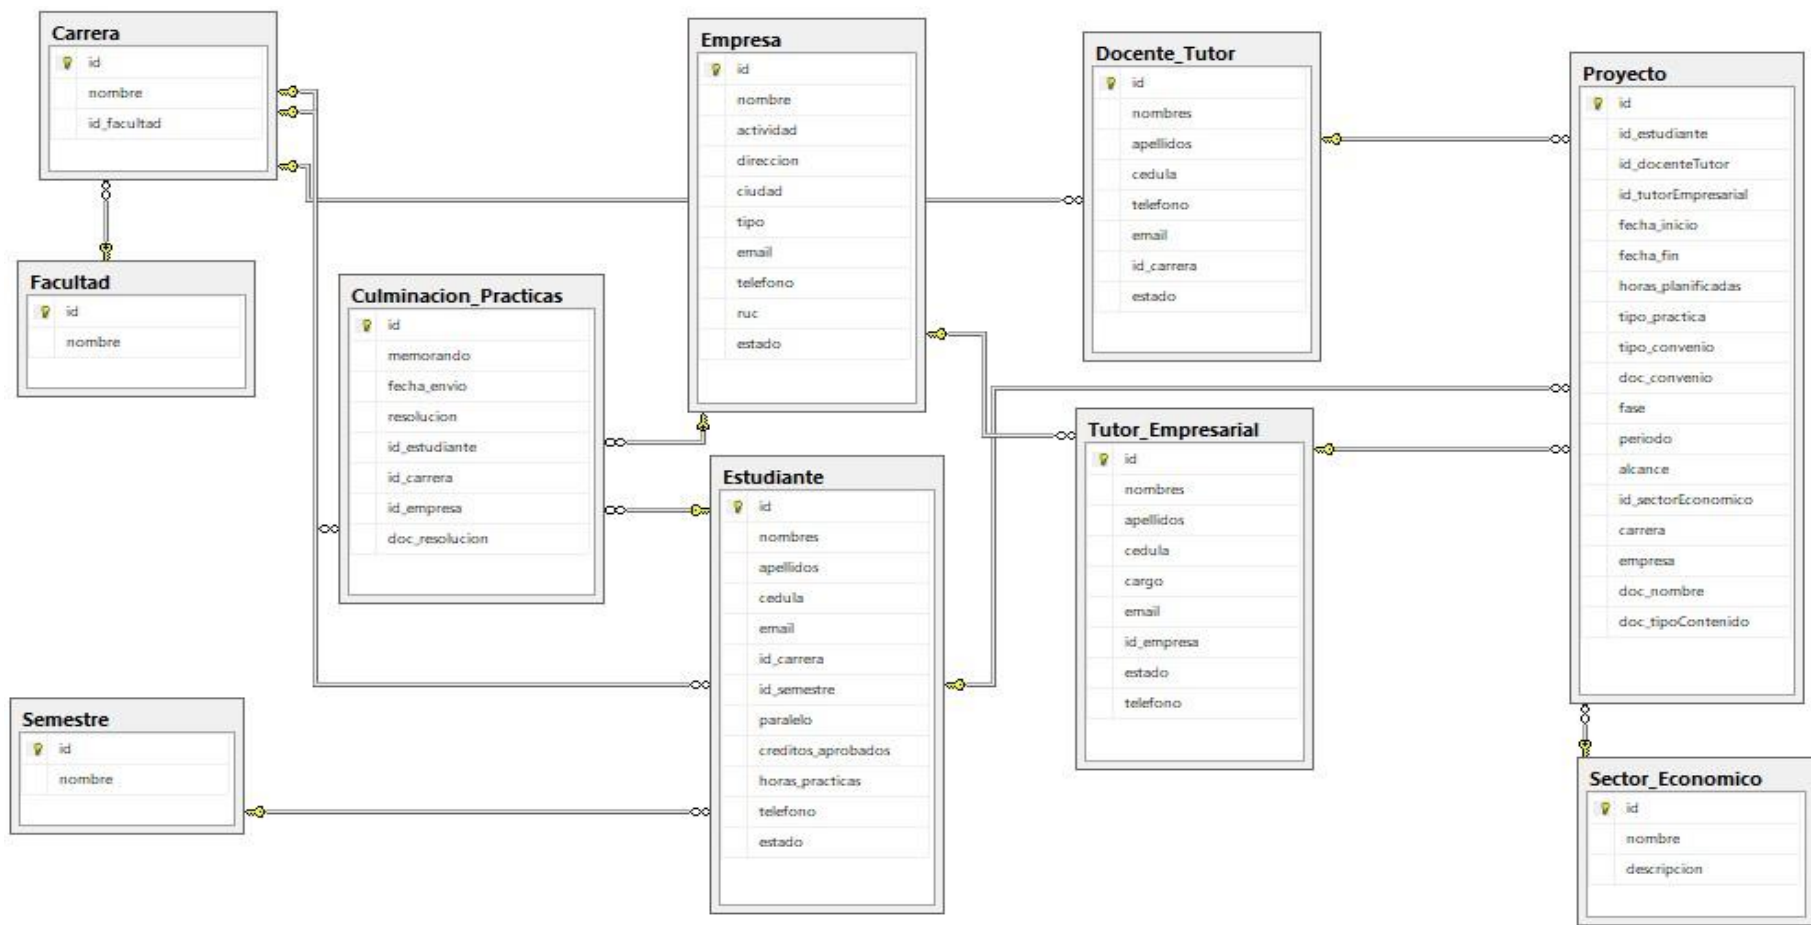 Carrera
id
nombre
id_facultad
Facultad
id
nombre
Culminacion_Practicas
id
memorando
fecha_envio
resolucion
id_estudiante
id_carrera
id_empresa
doc_resolucion
Semestre
id
nombre
Empresa
id
nombre
actividad
direccion
ciudad
tipo
email
telefono
ruc
estado
Estudiante
id
nombres
apellidos
cedula
email
id_carrera
id_semestre
paralelo
creditos_aprobados
horas_practicas
telefono
estado
Docente_Tutor
id
nombres
apellidos
cedula
telefono
email
id_carrera
estado
Tutor_Empresarial
id
nombres
apellidos
cedula
cargo
email
id_empresa
estado
telefono
Proyecto
id
id_estudiante
id_docenteTutor
id_tutorEmpresarial
fecha_inicio
fecha_fin
horas_planificadas
tipo_practica
tipo_convenio
doc_convenio
fase
periodo
alcance
id_sectorEconomico
carrera
empresa
doc_nombre
doc_tipoContenido
Sector_Economico
id
nombre
descripcion